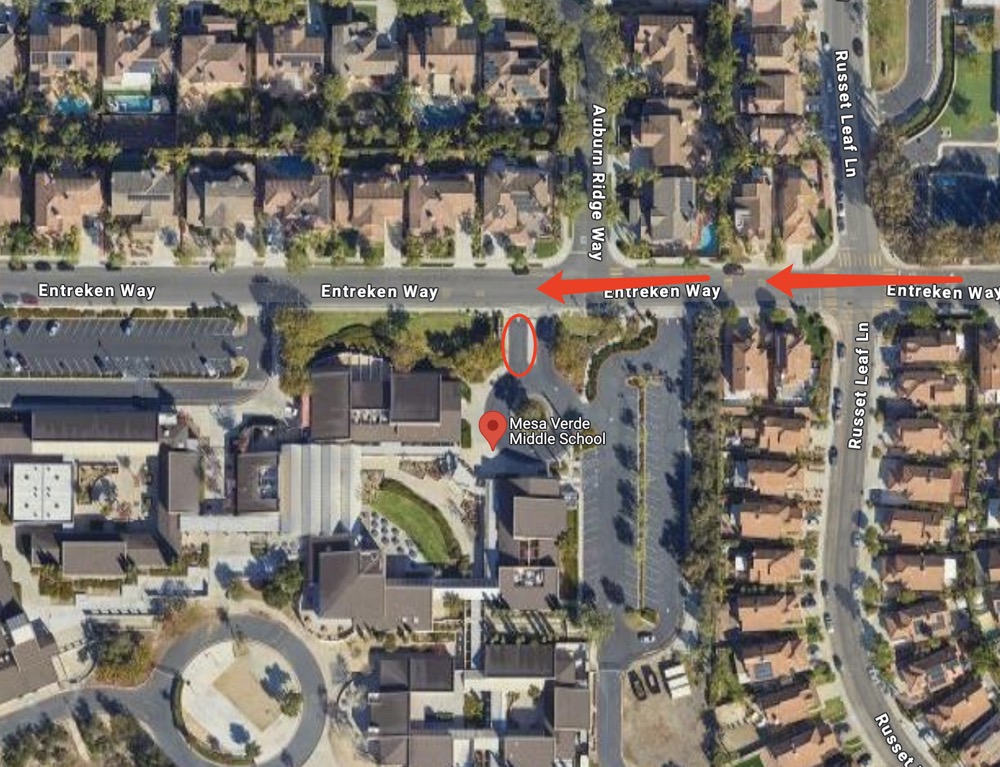 Russet Leaf Ln
Auburn Ridge Way
Entreken Way
Entreken Way
Entreken Way
Entreken Way
Russet Leaf Ln
Mesa Verde
Middle School
Russet